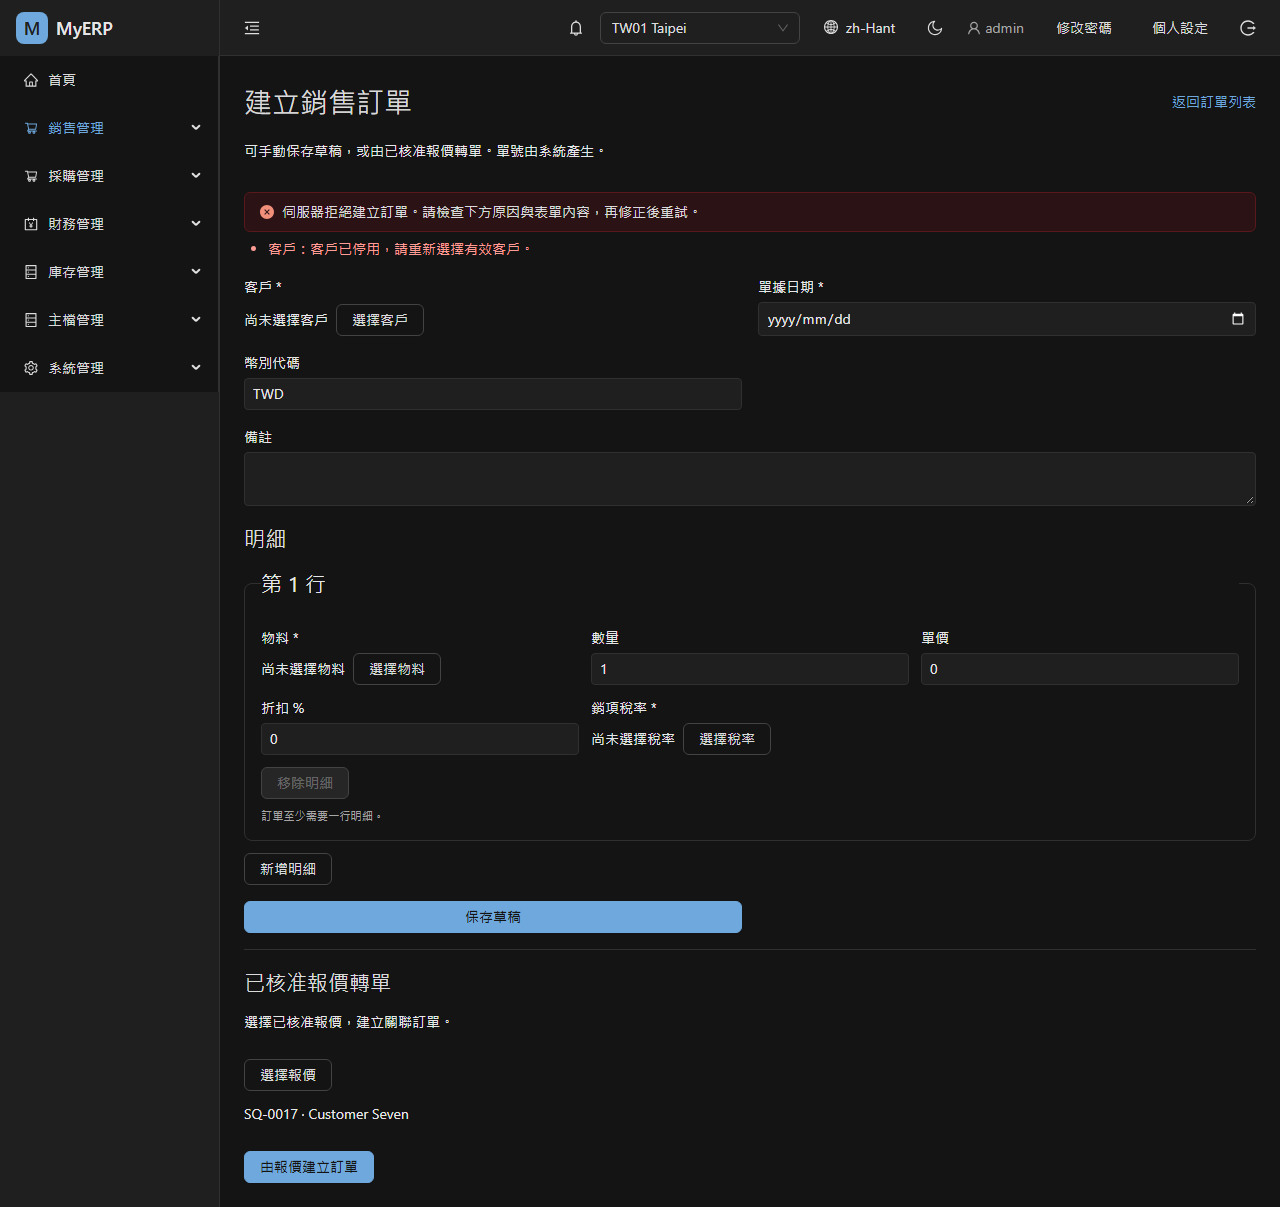 M MyERP
TW01 Taipei
zh-Hant
admin
修改密碼
個人設定
首頁
銷售管理
採購管理
財務管理
庫存管理
主檔管理
系統管理
建立銷售訂單
返回訂單列表
可手動保存草稿，或由已核准報價轉單。單號由系統產生。
伺服器拒絕建立訂單。請檢查下方原因與表單內容，再修正後重試。
• 客戶：客戶已停用，請重新選擇有效客戶。
客戶 *
單據日期 *
尚未選擇客戶 選擇客戶
yyyy/mm/dd
幣別代碼
TWD
備註
明細
第 1 行
物料 *
數量
單價
尚未選擇物料 選擇物料
1
0
折扣 %
銷項稅率 *
0
尚未選擇稅率 選擇稅率
移除明細
訂單至少需要一行明細。
新增明細
保存草稿
已核准報價轉單
選擇已核准報價，建立關聯訂單。
選擇報價
SQ-0017 · Customer Seven
由報價建立訂單